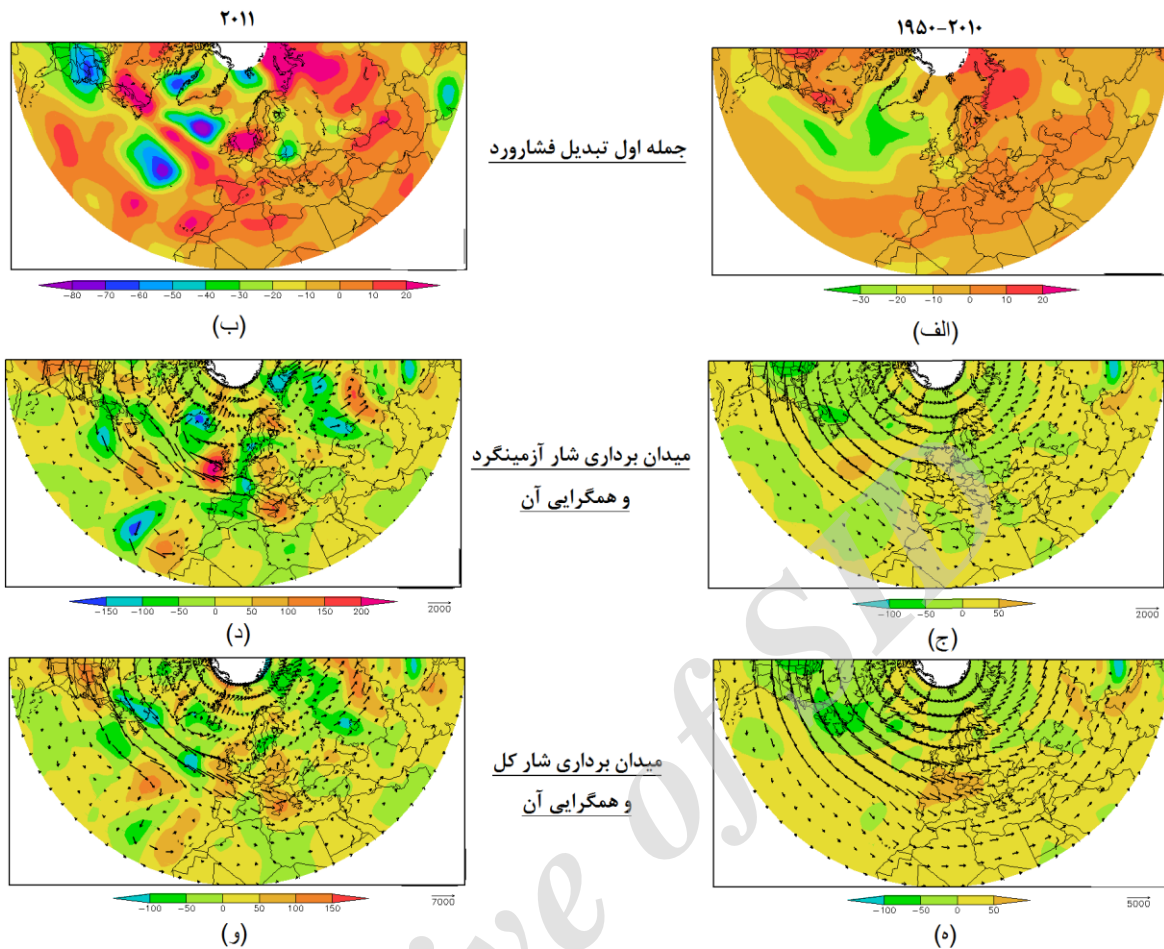 ۲۰۱۱
۱۹۵۰-۲۰۱۰
جمله اول تبدیل فشارورد
-80 -70 -60 -50 -40 -30 -20 -10 0 10 20
-30 -20 -10 0 10 20
(ب)
(الف)
میدان برداری شار آزمینگرد
و همگرایی آن
-150 -100 -50 0 50 100 150 200
2000
-100 -50 0 50
2000
(د)
(ج)
میدان برداری شار کل
و همگرایی آن
-100 -50 0 50 100 150
7000
-100 -50 0 50
5000
(و)
(ه)
ive of SID